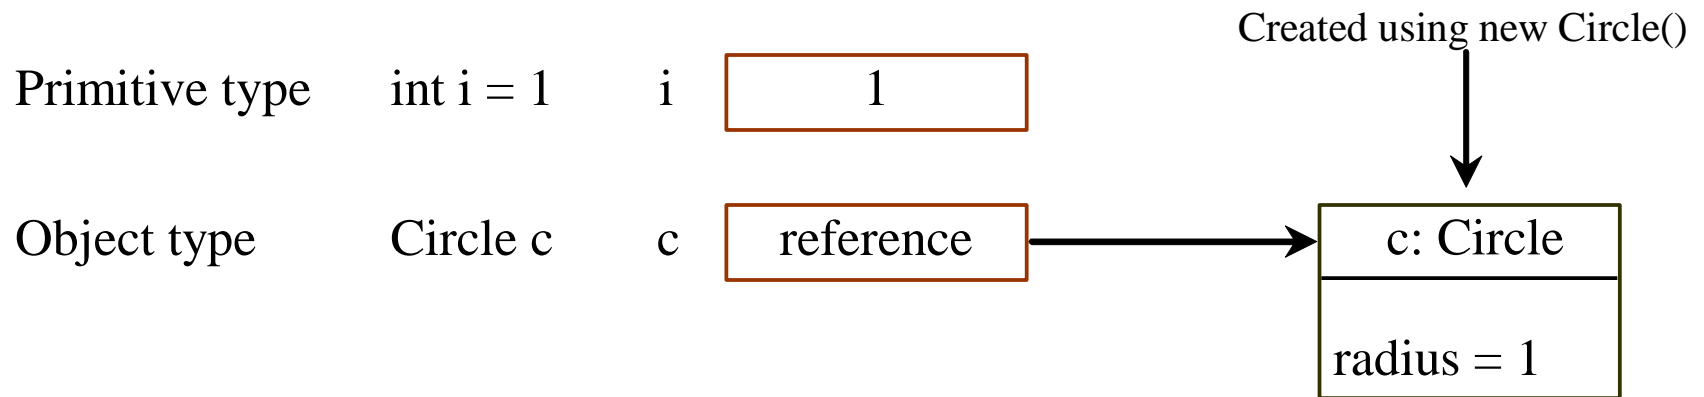 Created using new Circle()
Primitive type int i = 1 i 1
Object type Circle c c reference c: Circle
radius = 1